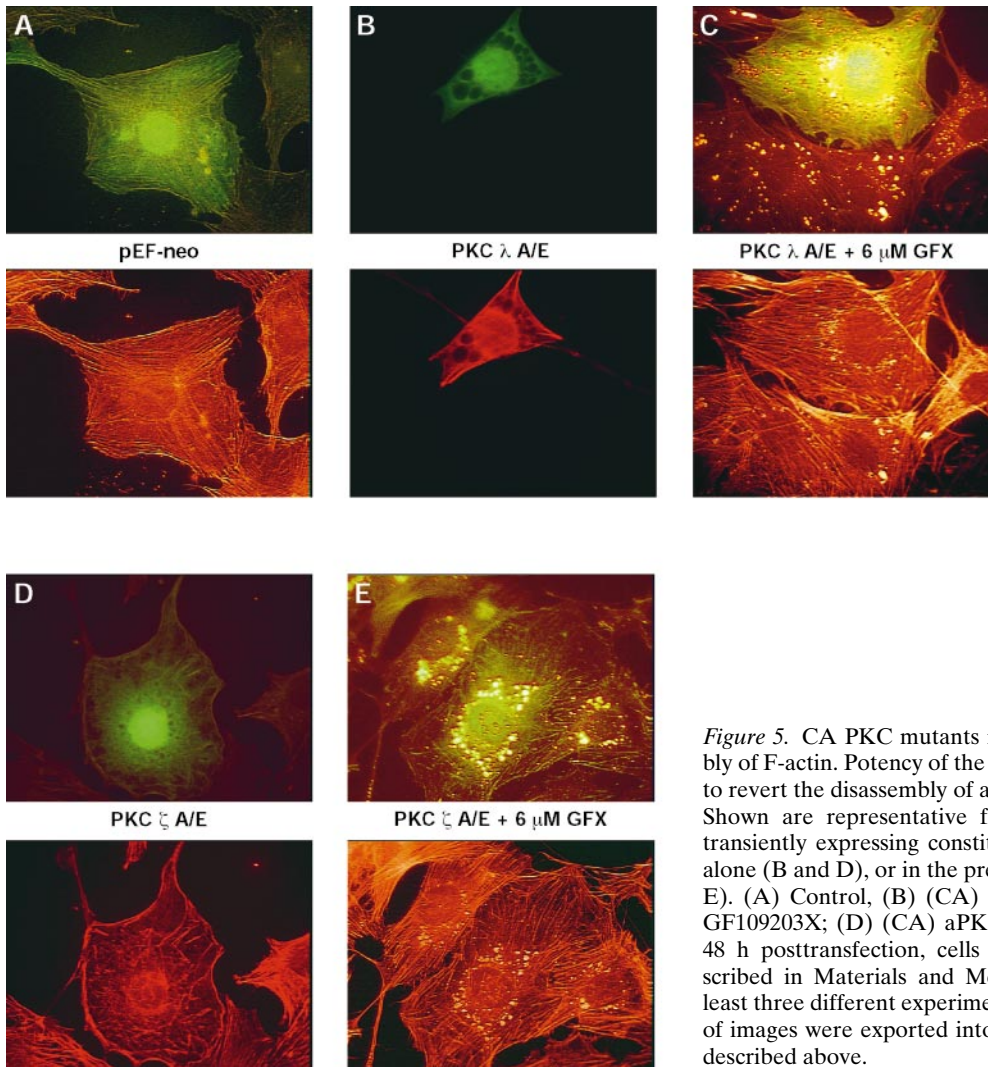 A
B
C
pEF-neo
PKC λ A/E
PKC λ A/E + 6 μM GFX
D
E
PKC ζ A/E
PKC ζ A/E + 6 μM GFX
Figure 5. CA PKC mutants
bly of F-actin. Potency of the
to revert the disassembly of a
Shown are representative f
transiently expressing constit
alone (B and D), or in the pre
E). (A) Control, (B) (CA)
GF109203X; (D) (CA) aPK
48 h posttransfection, cells
scribed in Materials and Me
least three different experime
of images were exported into
described above.